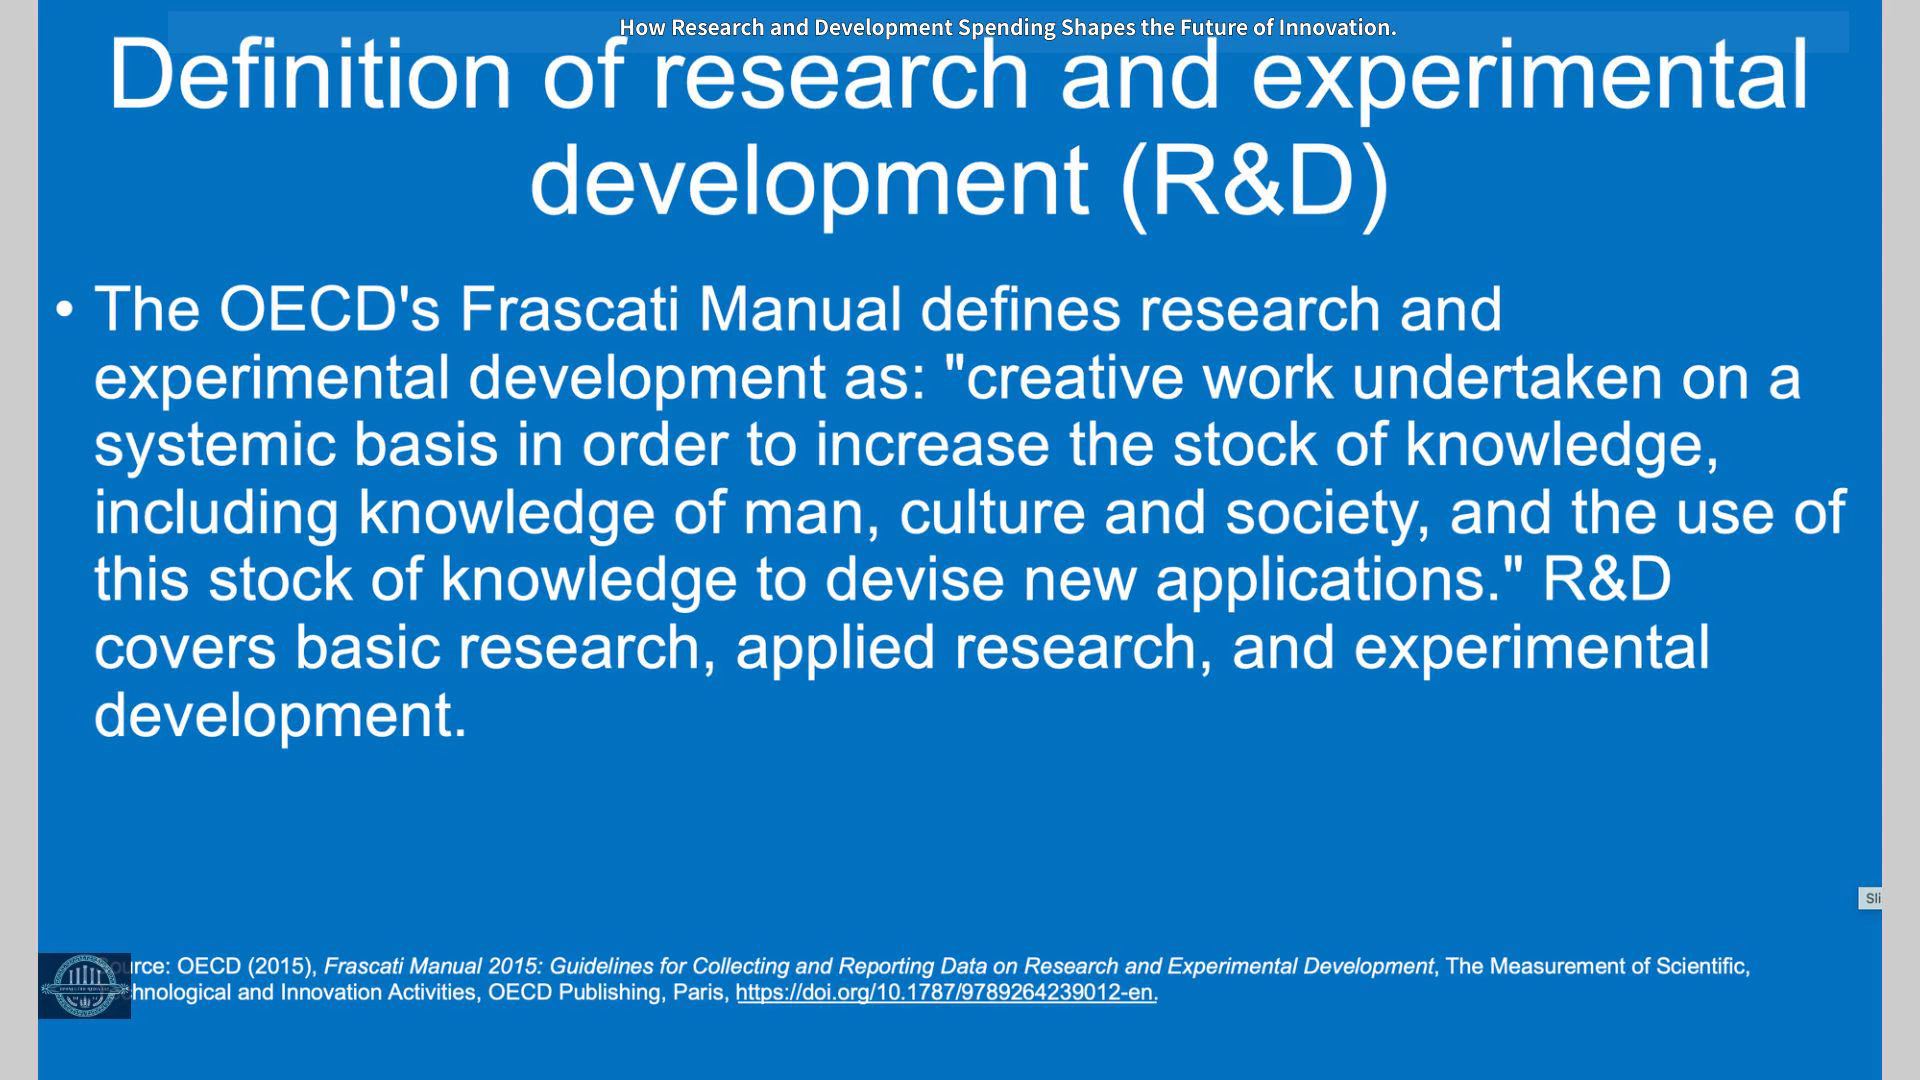 How Research and Development Spending Shapes the Future of Innovation.
Definition of research and experimental
development (R&D)
• The OECD's Frascati Manual defines research and
experimental development as: "creative work undertaken on a
systemic basis in order to increase the stock of knowledge,
including knowledge of man, culture and society, and the use of
this stock of knowledge to devise new applications." R&D
covers basic research, applied research, and experimental
development.
Sli
Source: OECD (2015), Frascati Manual 2015: Guidelines for Collecting and Reporting Data on Research and Experimental Development, The Measurement of Scientific,
chnological and Innovation Activities, OECD Publishing, Paris, https://doi.org/10.1787/9789264239012-en.